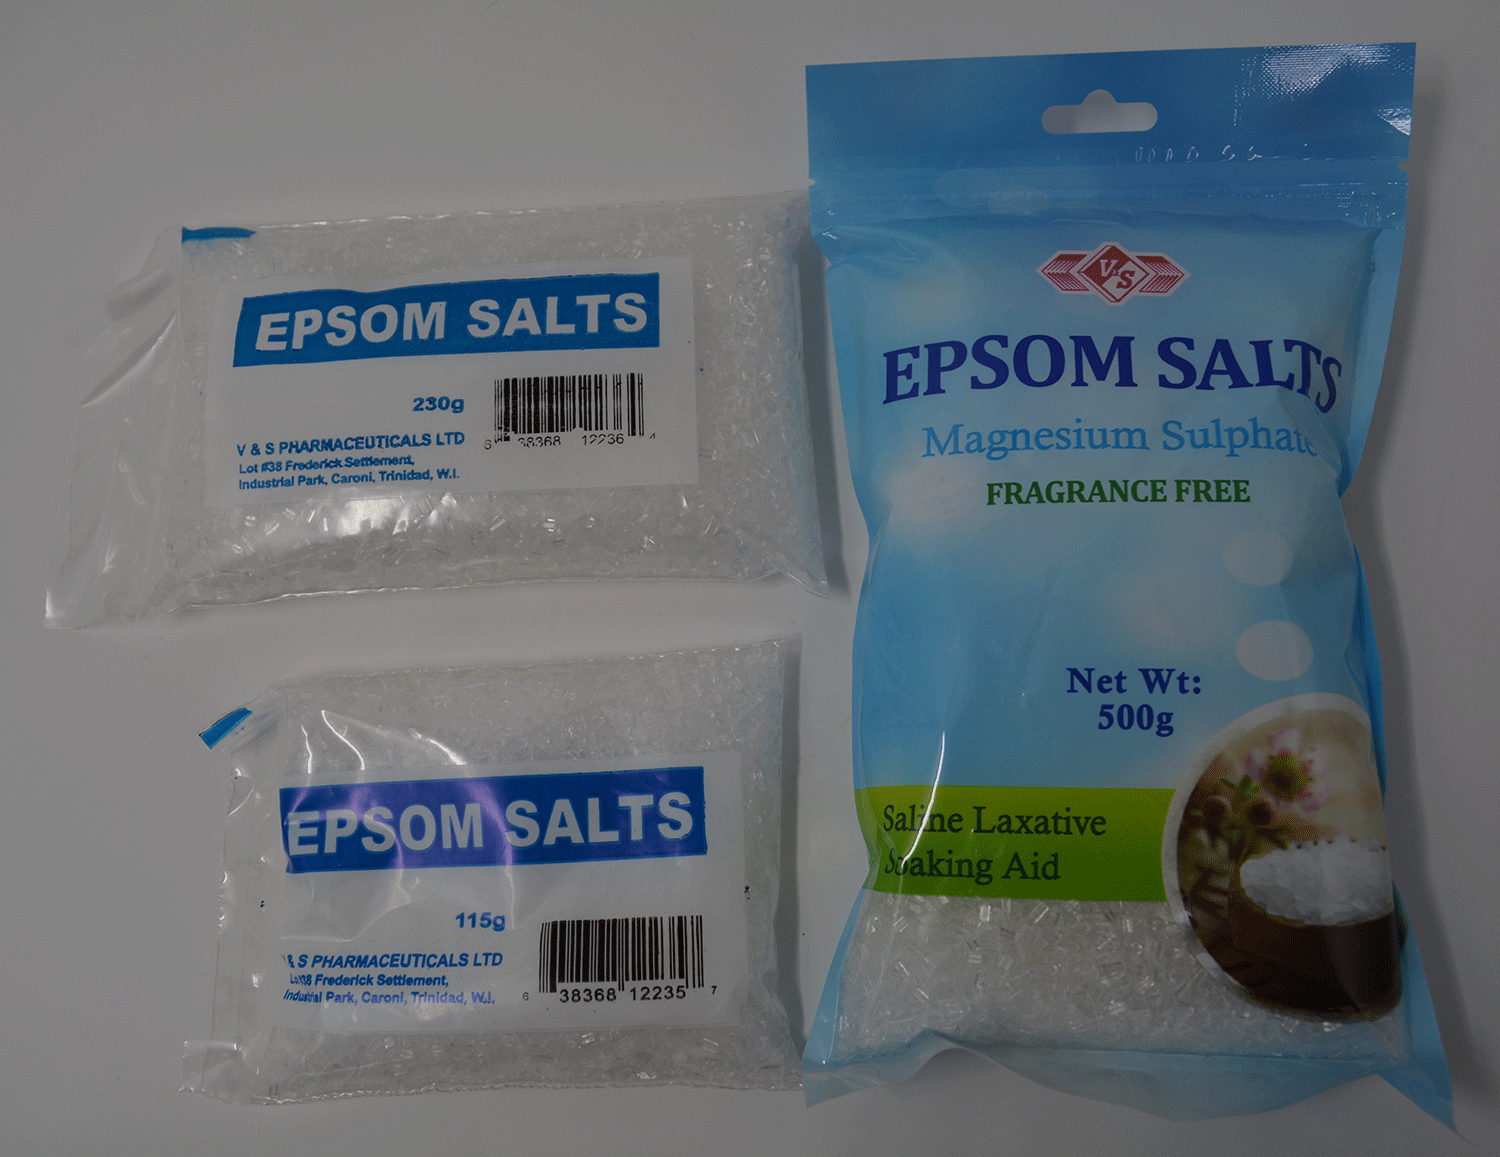 EPSOM SALTS
230g
V & S PHARMACEUTICALS LTD
Lot #38 Frederick Settlement,
Industrial Park, Caroni, Trinidad, W.I.
6 38368 12236 4
EPSOM SALTS
115g
& S PHARMACEUTICALS LTD
Frederick Settlement,
Industrial Park, Caroni, Trinidad, W.I.
6 38368 12235 7
V&S
EPSOM SALTS
Magnesium Sulphate
FRAGRANCE FREE
Net Wt:
500g
Saline Laxative
Soaking Aid